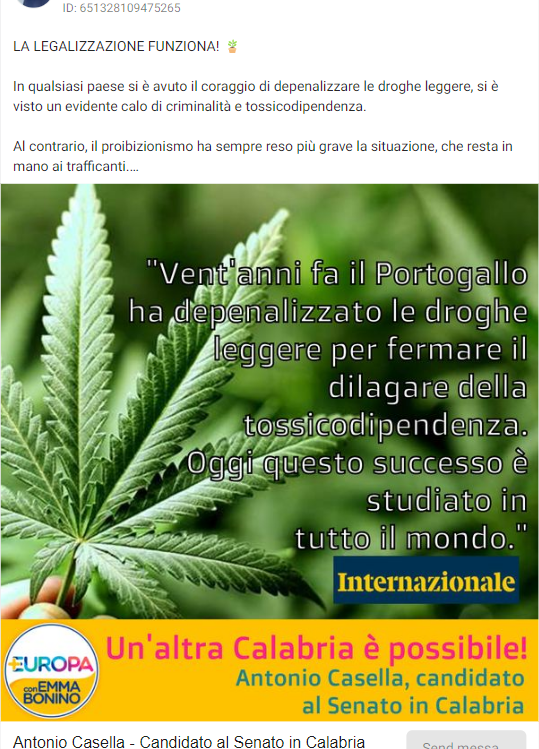 ID: 651328109475265
LA LEGALIZZAZIONE FUNZIONA! 🪴
In qualsiasi paese si è avuto il coraggio di depenalizzare le droghe leggere, si è
visto un evidente calo di criminalità e tossicodipendenza.
Al contrario, il proibizionismo ha sempre reso più grave la situazione, che resta in
mano ai trafficanti....
"Vent'anni fa il Portogallo
ha depenalizzato le droghe
leggere per fermare il
dilagare della
tossicodipendenza.
Oggi questo successo è
studiato in
tutto il mondo."
Internazionale
+EUROPA
con EMMA
BONINO
Un'altra Calabria è possibile!
Antonio Casella, candidato
al Senato in Calabria
Antonio Casella - Candidato al Senato in Calabria
Send messa